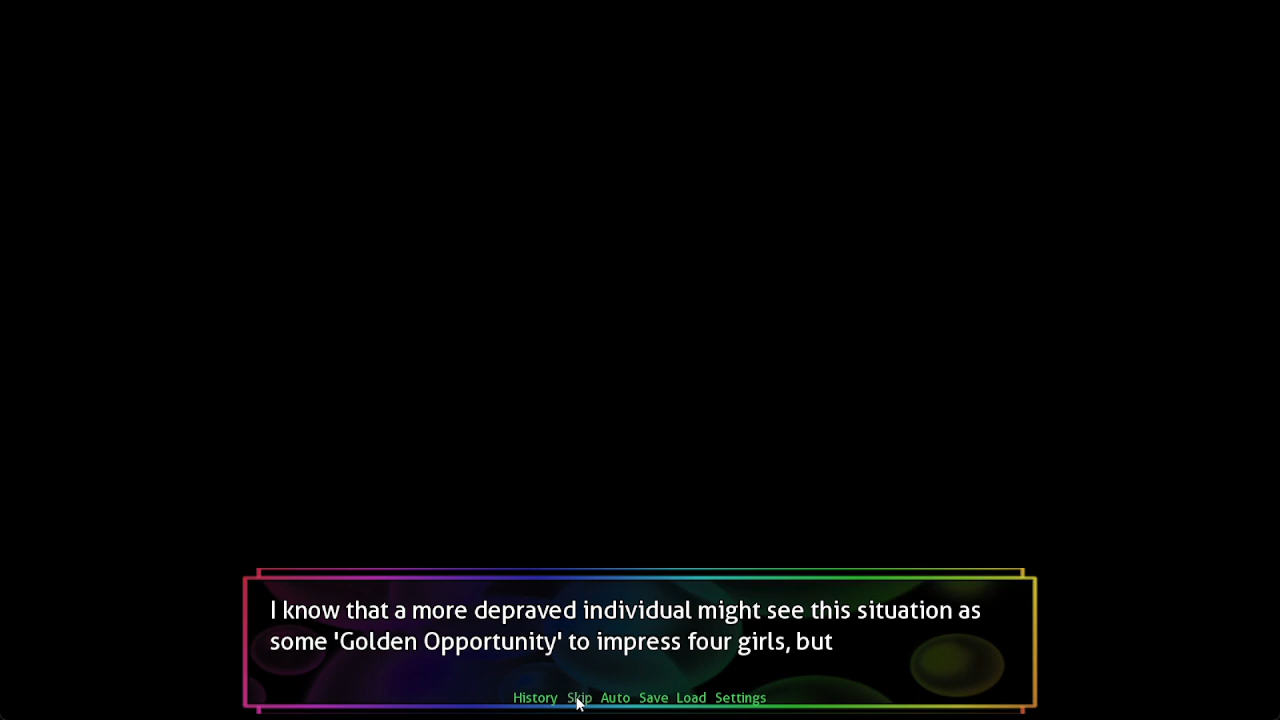 I know that a more depraved individual might see this situation as
some 'Golden Opportunity' to impress four girls, but
History Skip Auto Save Load Settings